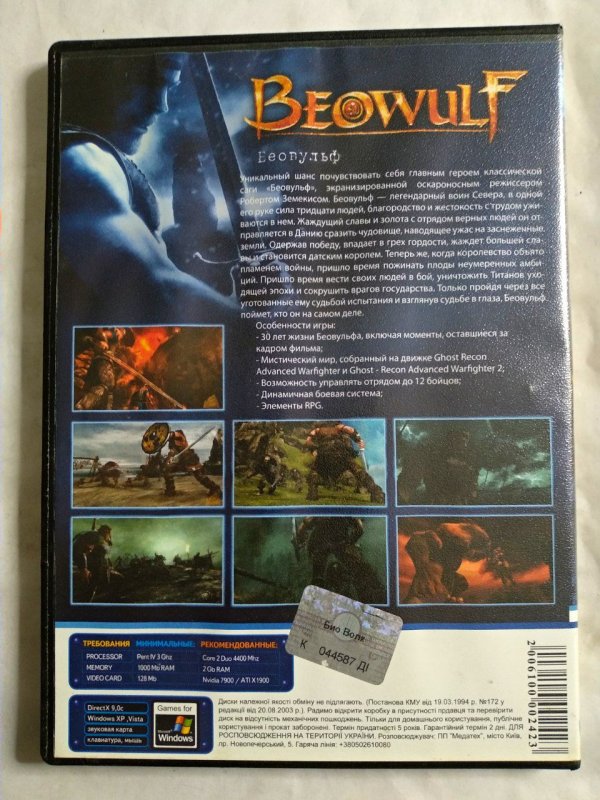 BEOWULF
Беовульф
Уникальный шанс почувствовать себя главным героем классической
саги «Беовульф», экранизированной оскароносным режиссером
Робертом Земекисом. Беовульф — легендарный воин Севера, в одной
его руке сила тридцати людей, благородство и жестокость с трудом ужи-
ваются в нем. Жаждущий славы и золота с отрядом верных людей он от-
правляется в Данию сразить чудовище, наводящее ужас на заснеженные
земли. Одержав победу, впадает в грех гордости, жаждет большей сла-
вы и становится датским королем. Теперь же, когда королевство объято
пламенем войны, пришло время пожинать плоды неумеренных амби-
ций. Пришло время вести своих людей в бой, уничтожить Титанов ухо-
дящей эпохи и сокрушить врагов государства. Только пройдя через все
уготованные ему судьбой испытания на взглянув судьбе в глаза, Беовульф
поймет, кто он на самом деле.
Особенности игры:
- 30 лет жизни Беовульфа, включая моменты, оставшиеся за
кадром фильма;
- Мистический мир, собранный на движке Ghost Recon
Advanced Warfighter и Ghost - Recon Advanced Warfighter 2;
- Возможность управлять отрядом до 12 бойцов;
- Динамичная боевая система;
- Элементы RPG.
Био Волк
К 044587 ДІ
ТРЕБОВАНИЯ МИНИМАЛЬНЫЕ: РЕКОМЕНДОВАННЫЕ:
PROCESSOR Pent IV 3 Ghz Core 2 Duo 4400 Mhz
MEMORY 1000 Mb RAM 2 Gb RAM
VIDEO CARD 128 Mb Nvidia 7900 / ATI X1900
DirectX 9,0c
Windows XP ,Vista
звуковая карта
клавиатура, мышь
Games for
Microsoft
Windows
Диски належної якості обміну не підлягають. (Постанова КМУ від 19.03.1994 р. №172 у
редакції від 20.08 2003 р.). Радимо відкрити коробку в присутності прдавця та перевірити
диск на відсутність механічних пошкоджень. Тільки для домашнього користування, публічне
користування і прокат заборонені. Термін придатності 5 років. Гарантійний термін 2 дні. ДЛЯ
РОСПОВСЮДЖЕННЯ НА ТЕРИТОРІЇ УКРАЇНИ. Розповсюджувач: ПП "Медатех", місто Київ,
пр. Новопечерський, 5. Гаряча лінія: +380502610080
2006100002423